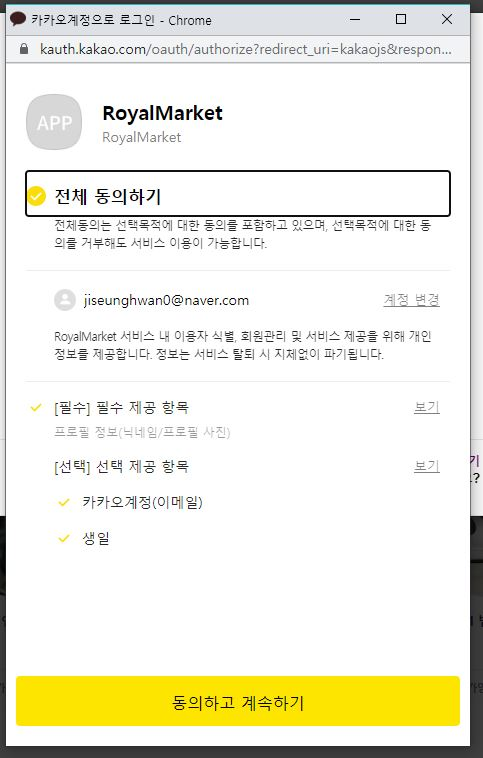 카카오계정으로 로그인 - Chrome
kauth.kakao.com/oauth/authorize?redirect_uri=kakaojs&respon...
APP
RoyalMarket
RoyalMarket
전체 동의하기
전체동의는 선택목적에 대한 동의를 포함하고 있으며, 선택목적에 대한 동
의를 거부해도 서비스 이용이 가능합니다.
jiseunghwan0@naver.com 계정 변경
RoyalMarket 서비스 내 이용자 식별, 회원관리 및 서비스 제공을 위해 개인
정보를 제공합니다. 정보는 서비스 탈퇴 시 지체없이 파기됩니다.
[필수] 필수 제공 항목 보기
프로필 정보(닉네임/프로필 사진)
[선택] 선택 제공 항목 보기
카카오계정(이메일)
생일
동의하고 계속하기